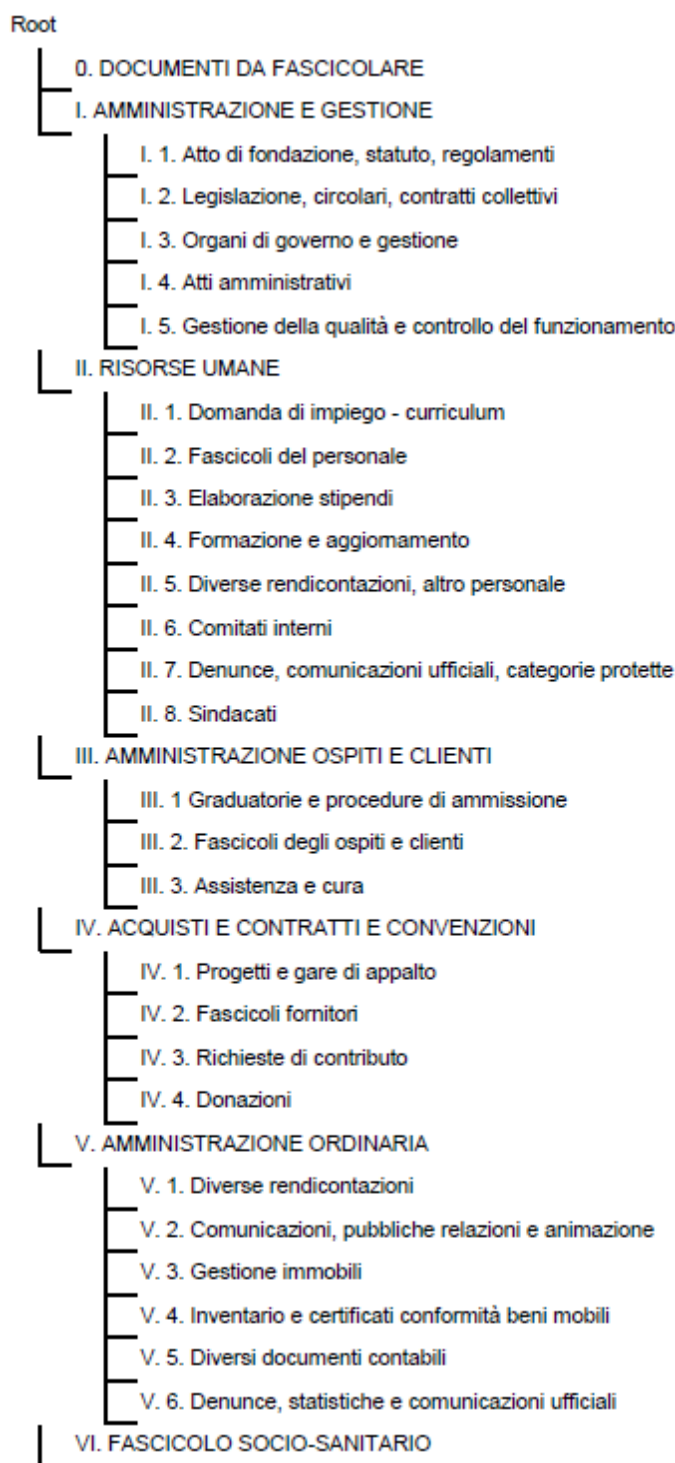 Root
0. DOCUMENTI DA FASCICOLARE
I. AMMINISTRAZIONE E GESTIONE
I. 1. Atto di fondazione, statuto, regolamenti
I. 2. Legislazione, circolari, contratti collettivi
I. 3. Organi di governo e gestione
I. 4. Atti amministrativi
I. 5. Gestione della qualità e controllo del funzionamento
II. RISORSE UMANE
II. 1. Domanda di impiego - curriculum
II. 2. Fascicoli del personale
II. 3. Elaborazione stipendi
II. 4. Formazione e aggiornamento
II. 5. Diverse rendicontazioni, altro personale
II. 6. Comitati interni
II. 7. Denunce, comunicazioni ufficiali, categorie protette
II. 8. Sindacati
III. AMMINISTRAZIONE OSPITI E CLIENTI
III. 1 Graduatorie e procedure di ammissione
III. 2. Fascicoli degli ospiti e clienti
III. 3. Assistenza e cura
IV. ACQUISTI E CONTRATTI E CONVENZIONI
IV. 1. Progetti e gare di appalto
IV. 2. Fascicoli fornitori
IV. 3. Richieste di contributo
IV. 4. Donazioni
V. AMMINISTRAZIONE ORDINARIA
V. 1. Diverse rendicontazioni
V. 2. Comunicazioni, pubbliche relazioni e animazione
V. 3. Gestione immobili
V. 4. Inventario e certificati conformità beni mobili
V. 5. Diversi documenti contabili
V. 6. Denunce, statistiche e comunicazioni ufficiali
VI. FASCICOLO SOCIO-SANITARIO